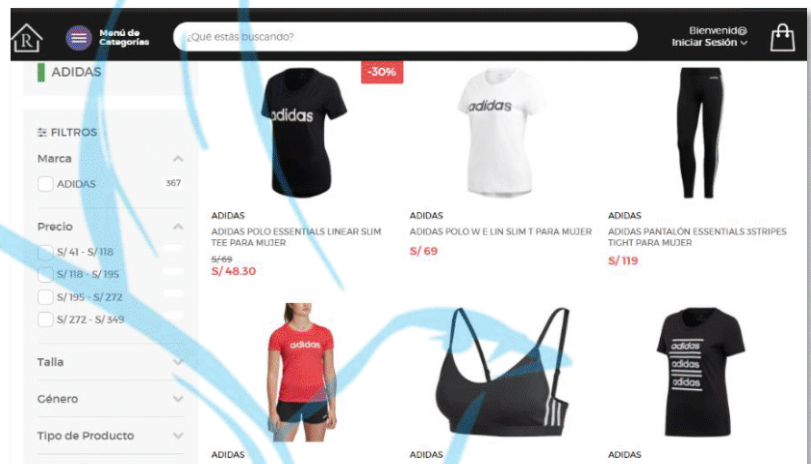 R
Menú de
Categorías
¿Qué estás buscando?
Bienvenid@
Iniciar Sesión
ADIDAS
FILTROS
Marca
ADIDAS 367
Precio
S/ 41 - S/ 118
S/ 118 - S/ 195
S/ 195 - S/ 272
S/ 272 - S/ 349
Talla
Género
Tipo de Producto
-30%
adidas
adidas
ADIDAS
ADIDAS POLO ESSENTIALS LINEAR SLIM
TEE PARA MUJER
S/ 69
S/ 48.30
ADIDAS
ADIDAS POLO W E LIN SLIM T PARA MUJER
S/ 69
ADIDAS
ADIDAS PANTALÓN ESSENTIALS 3STRIPES
TIGHT PARA MUJER
S/ 119
adidas
adidas
adidas
adidas
adidas
ADIDAS
ADIDAS
ADIDAS